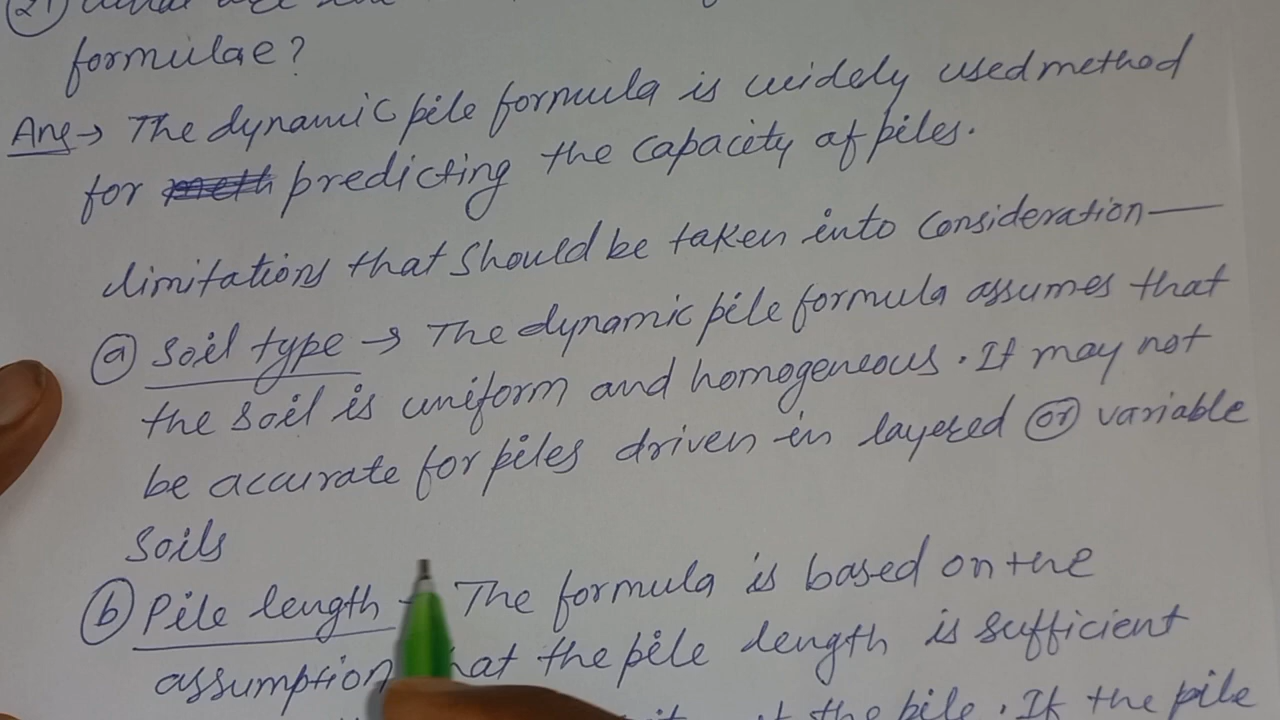 21
formulae?
Ans → The dynamic pile formula is widely used method
for predicting the capacity of piles.
limitations that should be taken into consideration —
(a) Soil type → The dynamic pile formula assumes that
the soil is uniform and homogeneous. It may not
be accurate for piles driven in layered (or) variable
Soils
(b) Pile length - The formula is based on the
assumption hat the pile length is sufficient
the pile. If the pile